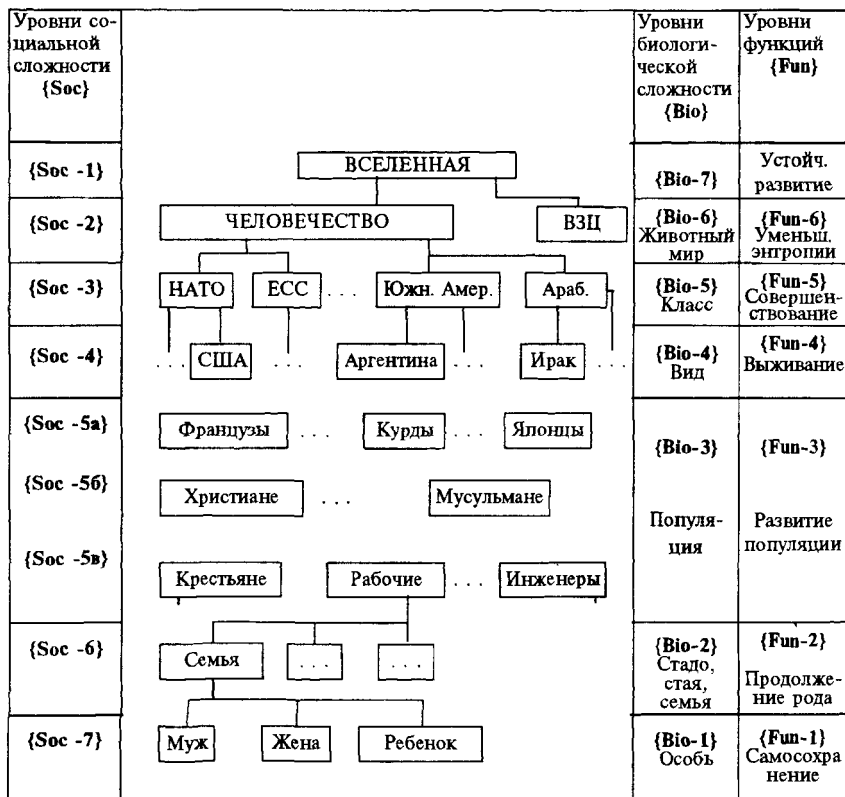 Уровни со-
циальной
сложности
{Soc}
Уровни
биологи-
ческой
сложности
{Bio}
Уровни
функций
{Fun}
{Soc -1}
ВСЕЛЕННАЯ
{Bio-7}
Устойч.
развитие
{Soc -2}
ЧЕЛОВЕЧЕСТВО
ВЗЦ
{Bio-6}
Животный
мир
{Fun-6}
Уменьш.
энтропии
{Soc -3}
НАТО
ЕСС
. . .
Южн. Амер.
Араб.
{Bio-5}
Класс
{Fun-5}
Совершен-
ствование
{Soc -4}
. . .
США
. . .
Аргентина
. . .
Ирак
. . .
{Bio-4}
Вид
{Fun-4}
Выживание
{Soc -5а}
Французы
. . .
Курды
. . .
Японцы
{Soc -5б}
Христиане
. . .
Мусульмане
{Soc -5в}
Крестьяне
Рабочие
. . .
Инженеры
{Bio-3}
Популя-
ция
{Fun-3}
Развитие
популяции
{Soc -6}
Семья
. . .
. . .
{Bio-2}
Стадо,
стая,
семья
{Fun-2}
Продолже-
ние рода
{Soc -7}
Муж
Жена
Ребенок
{Bio-1}
Особь
{Fun-1}
Самосохра
нение